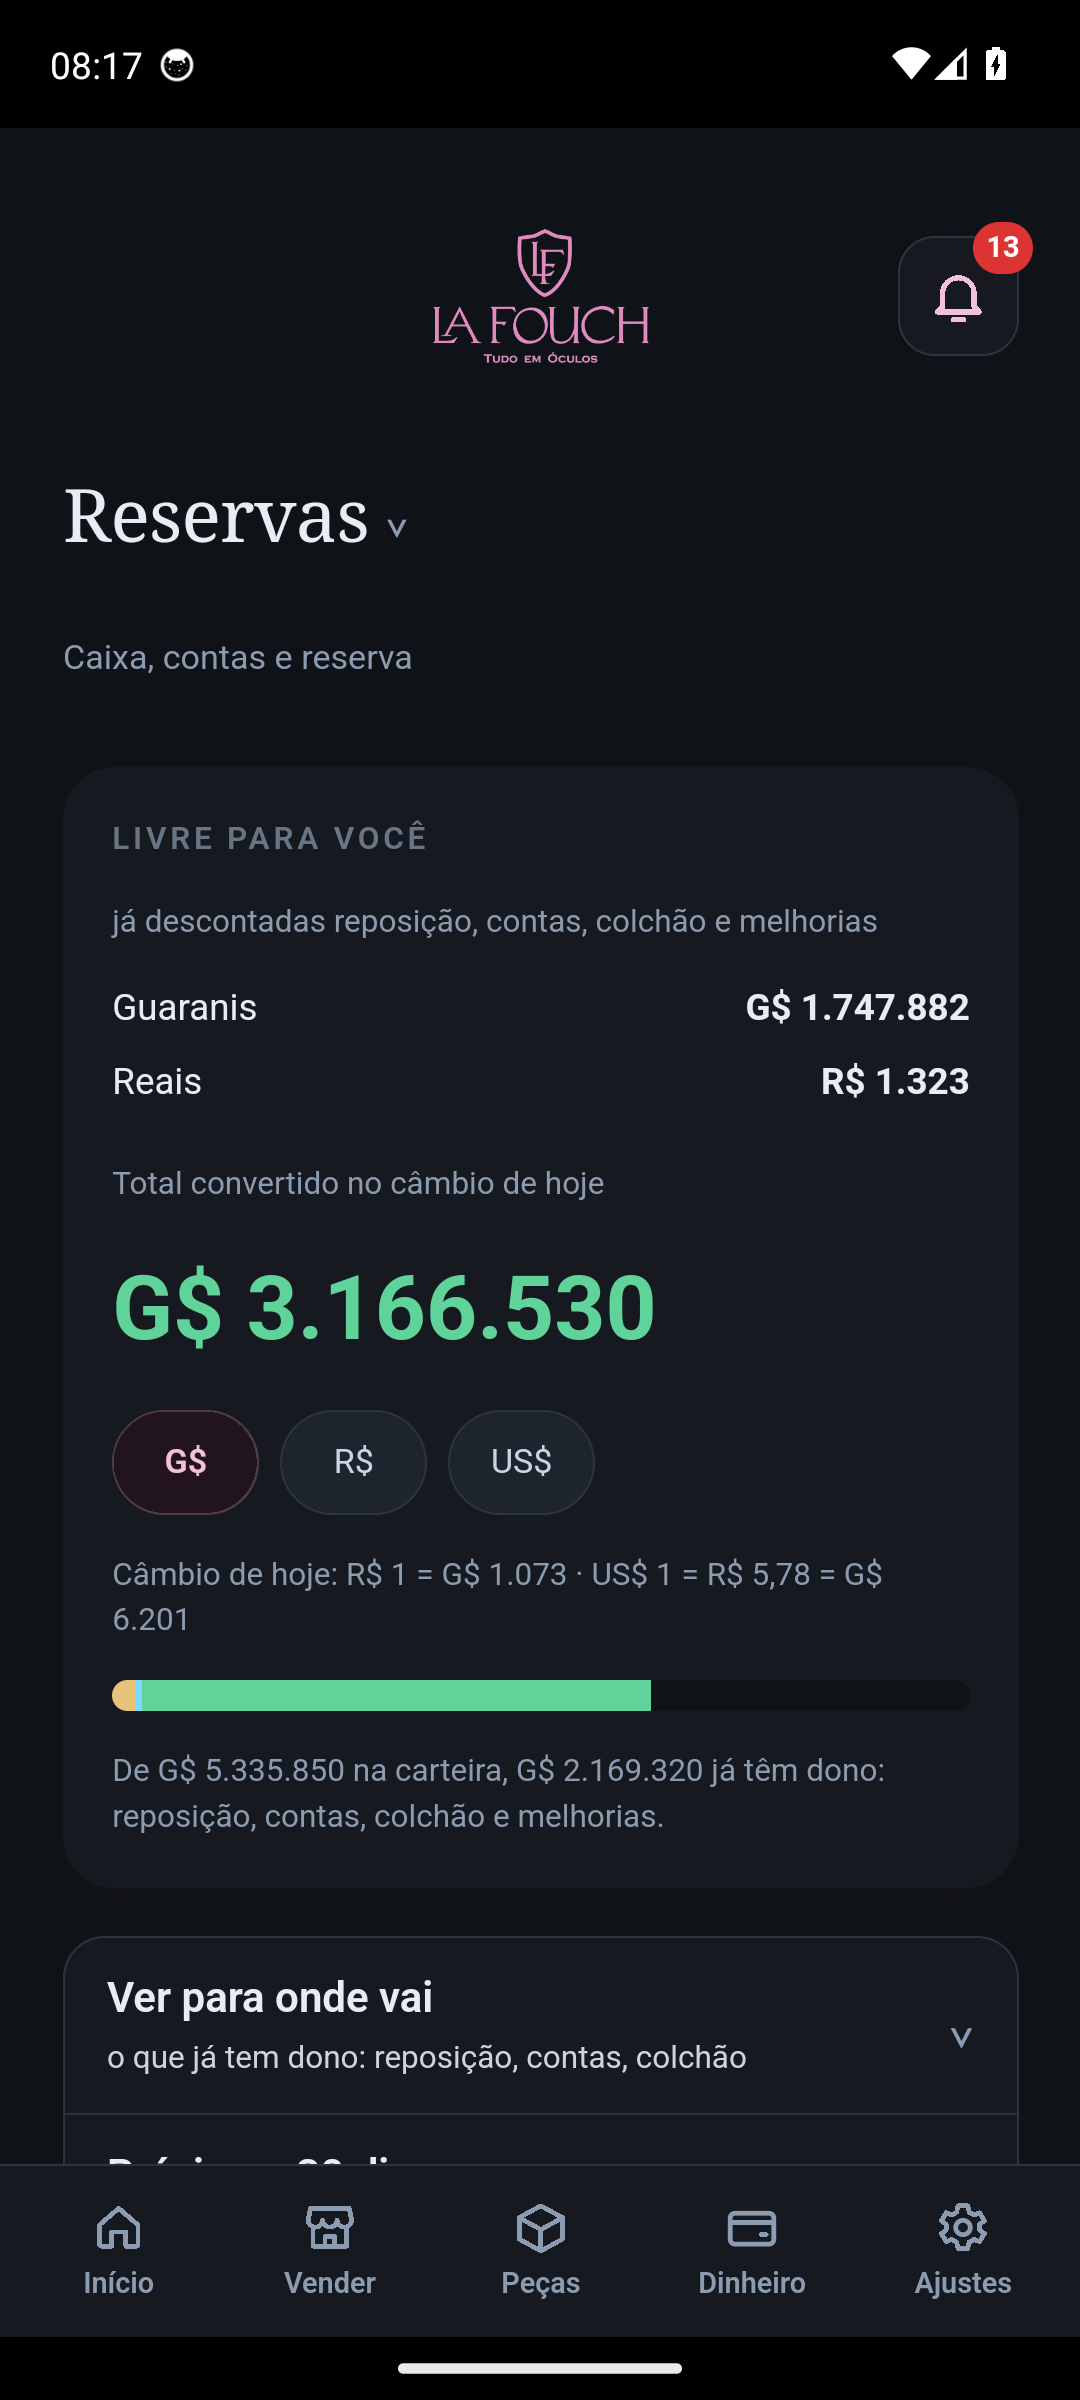 08:17
13
LF
LA FOUCH
TUDO EM ÓCULOS
Reservas
Caixa, contas e reserva
LIVRE PARA VOCÊ
já descontadas reposição, contas, colchão e melhorias
Guaranis G$ 1.747.882
Reais R$ 1.323
Total convertido no câmbio de hoje
G$ 3.166.530
G$ R$ US$
Câmbio de hoje: R$ 1 = G$ 1.073 · US$ 1 = R$ 5,78 = G$
6.201
De G$ 5.335.850 na carteira, G$ 2.169.320 já têm dono:
reposição, contas, colchão e melhorias.
Ver para onde vai
o que já tem dono: reposição, contas, colchão
Início Vender Peças Dinheiro Ajustes